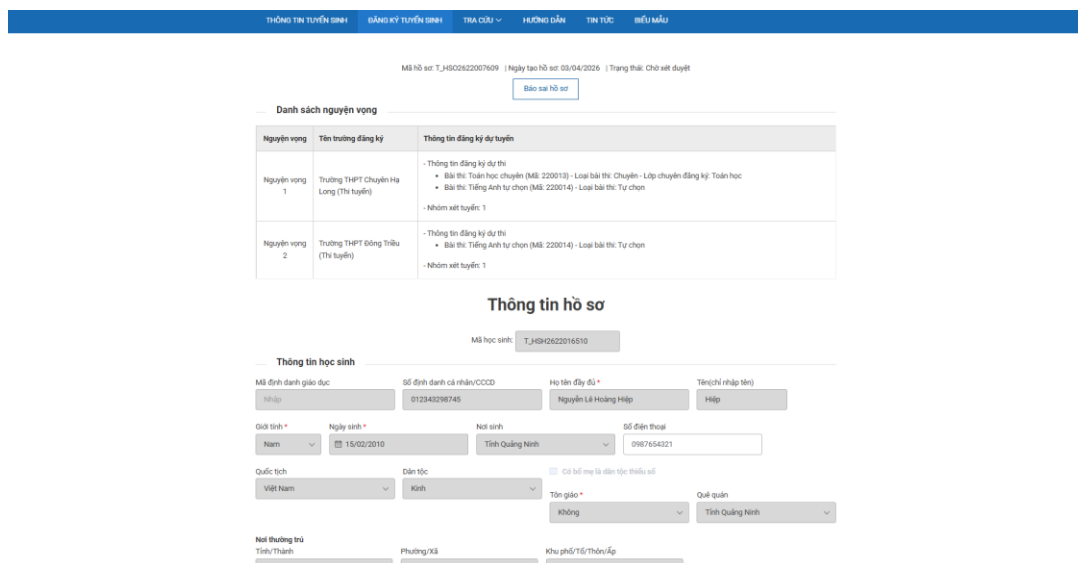 THÔNG TIN TUYỂN SINH ĐĂNG KÝ TUYỂN SINH TRA CỨU HƯỚNG DẪN TIN TỨC BIỂU MẪU
Mã hồ sơ: T_HSO2622007609 | Ngày tạo hồ sơ: 03/04/2026 | Trạng thái: Chờ xét duyệt
Báo sai hồ sơ
Danh sách nguyện vọng
Nguyện vọng Tên trường đăng ký Thông tin đăng ký dự tuyển
- Thông tin đăng ký dự thi
Nguyện vọng 1 Trường THPT Chuyên Hạ Long (Thi tuyển)
• Bài thi: Toán học chuyên (Mã: 220013) - Loại bài thi: Chuyên - Lớp chuyên đăng ký: Toán học
• Bài thi: Tiếng Anh tự chọn (Mã: 220014) - Loại bài thi: Tự chọn
- Nhóm xét tuyển: 1
- Thông tin đăng ký dự thi
Nguyện vọng 2 Trường THPT Đông Triều (Thi tuyển)
• Bài thi: Tiếng Anh tự chọn (Mã: 220014) - Loại bài thi: Tự chọn
- Nhóm xét tuyển: 1
Thông tin hồ sơ
Mã học sinh: T_HSH2622016510
Thông tin học sinh
Mã định danh giáo dục Số định danh cá nhân/CCCD Họ tên đầy đủ * Tên(chỉ nhập tên)
Nhập 012343298745 Nguyễn Lê Hoàng Hiệp Hiệp
Giới tính * Ngày sinh * Nơi sinh Số điện thoại
Nam 15/02/2010 Tỉnh Quảng Ninh 0987654321
Quốc tịch Dân tộc Có bố mẹ là dân tộc thiểu số
Việt Nam Kinh
Tôn giáo * Quê quán
Không Tỉnh Quảng Ninh
Nơi thường trú
Tỉnh/Thành Phường/Xã Khu phố/Tổ/Thôn/Ấp